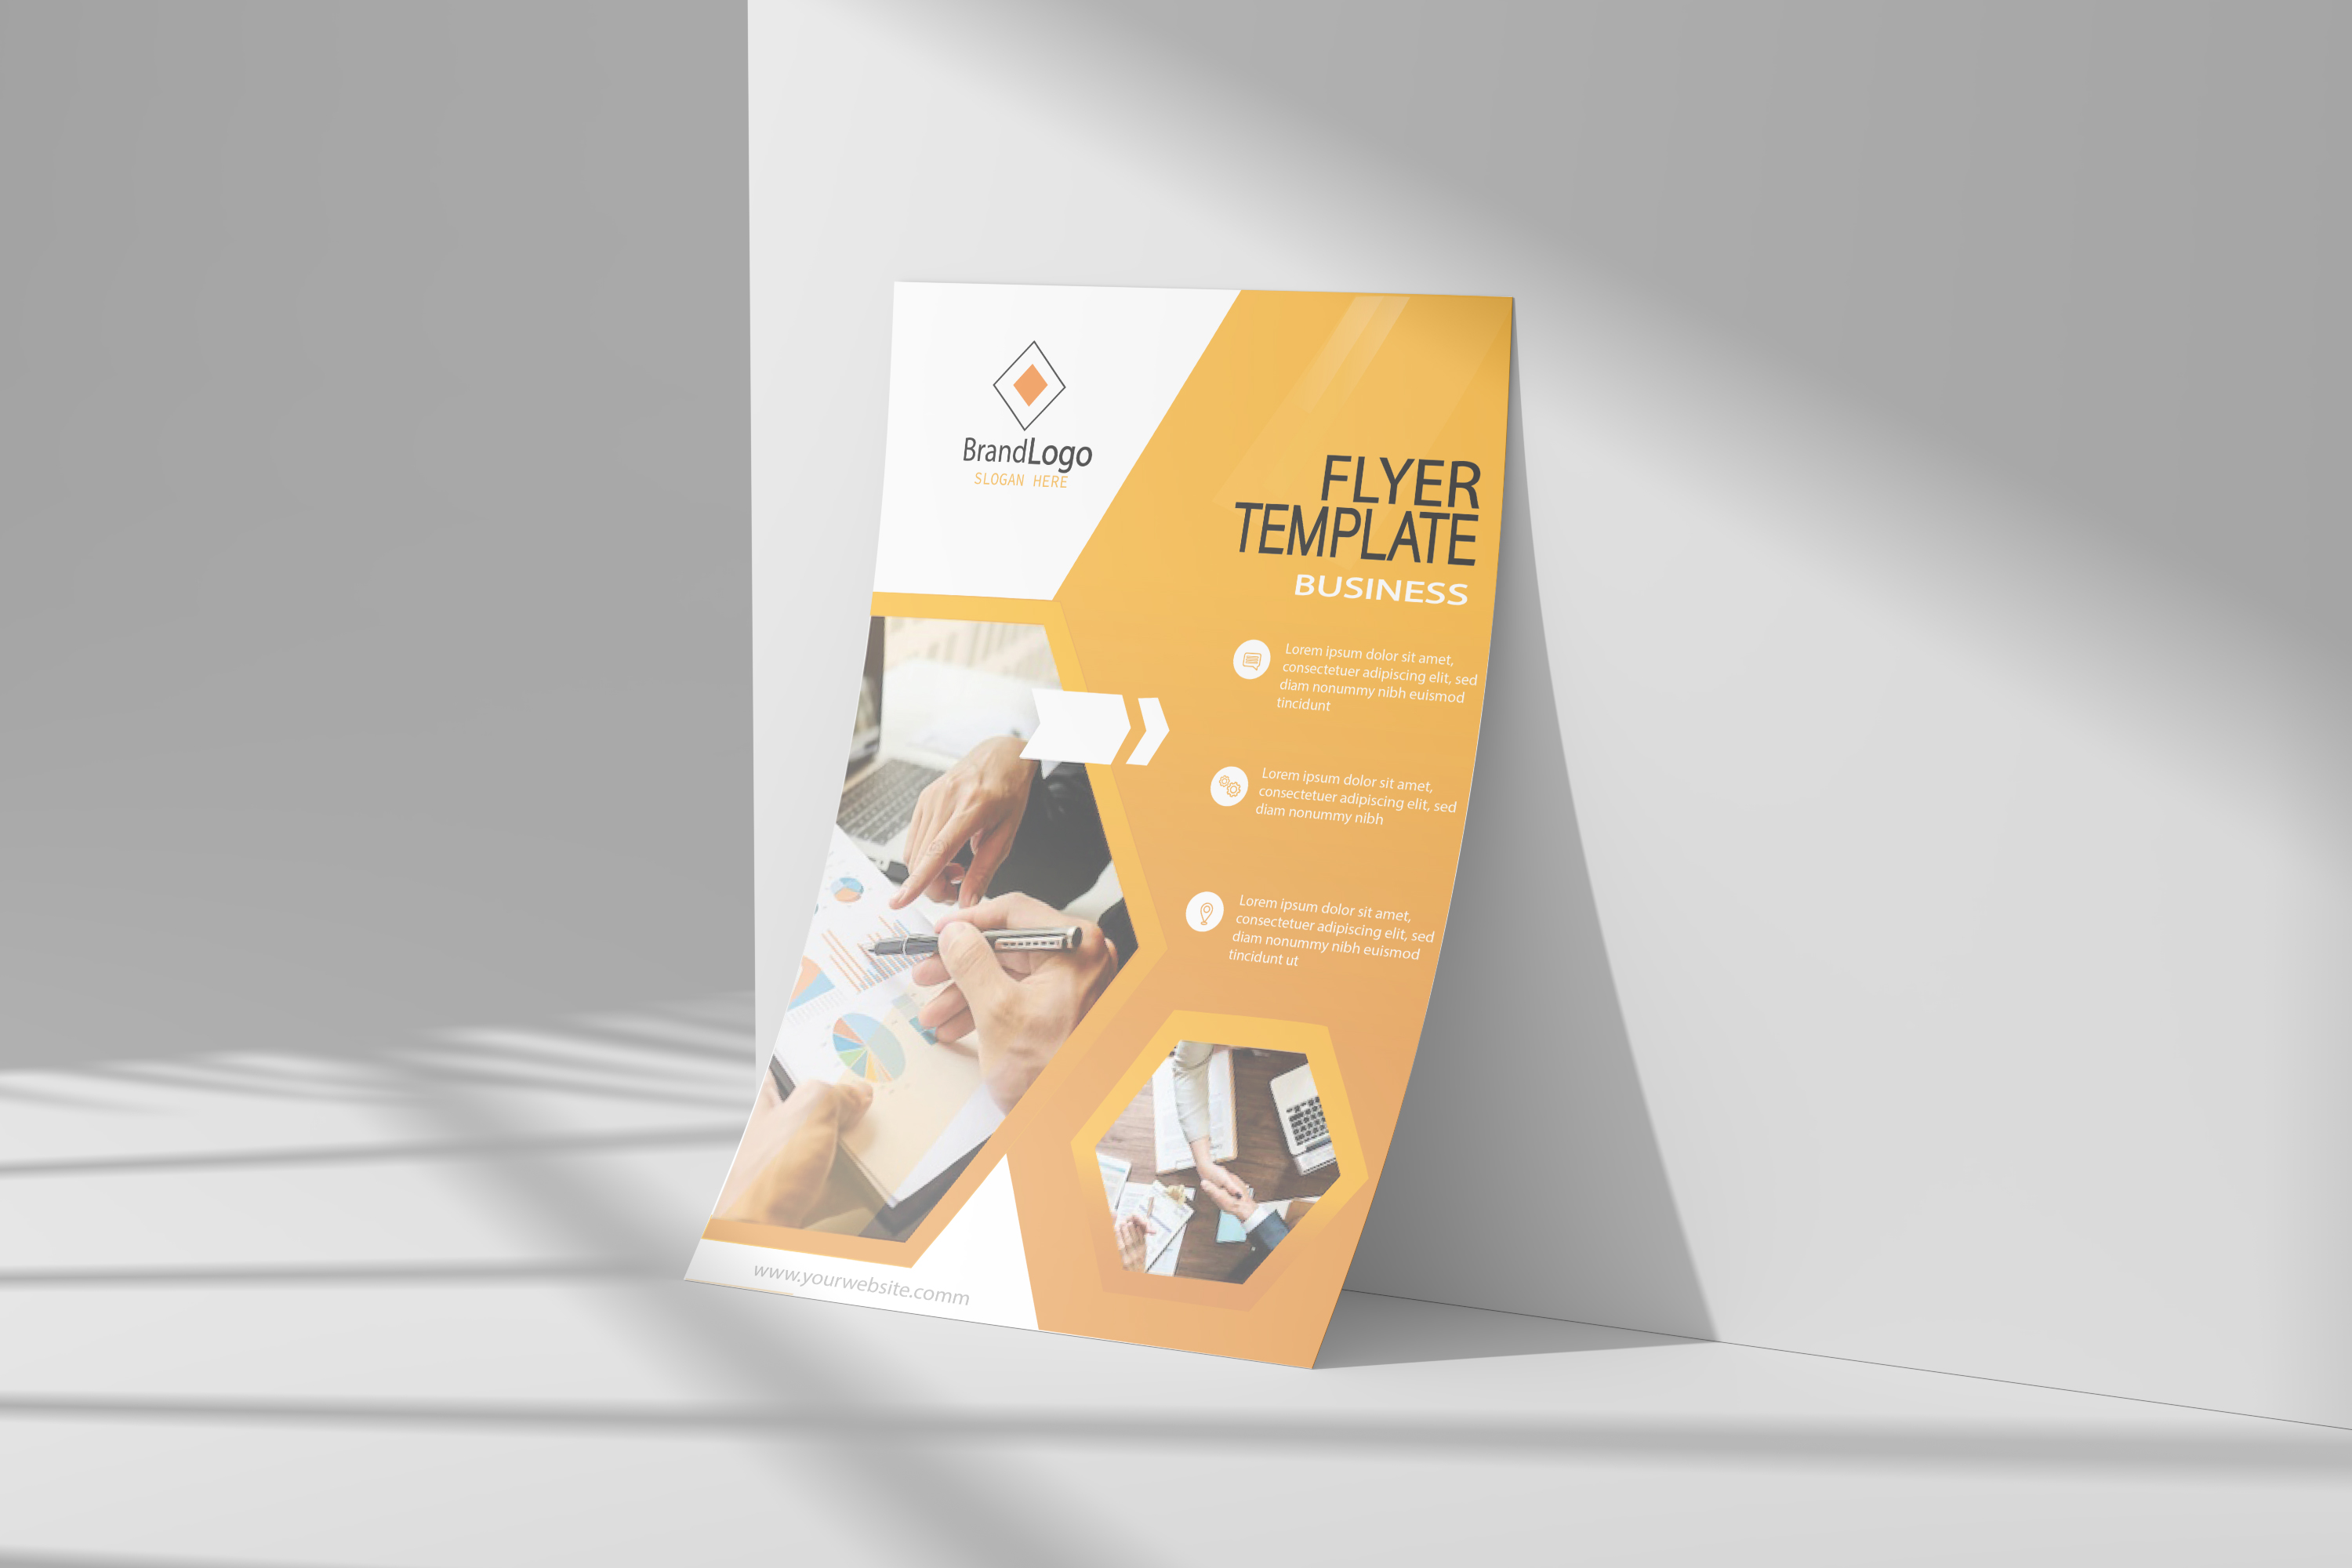 BrandLogo
SLOGAN HERE
FLYER
TEMPLATE
BUSINESS
Lorem ipsum dolor sit amet,
consectetuer adipiscing elit, sed
diam nonummy nibh euismod
tincidunt
Lorem ipsum dolor sit amet,
consectetuer adipiscing elit, sed
diam nonummy nibh
Lorem ipsum dolor sit amet,
consectetuer adipiscing elit, sed
diam nonummy nibh euismod
tincidunt ut
www.yourwebsite.comm